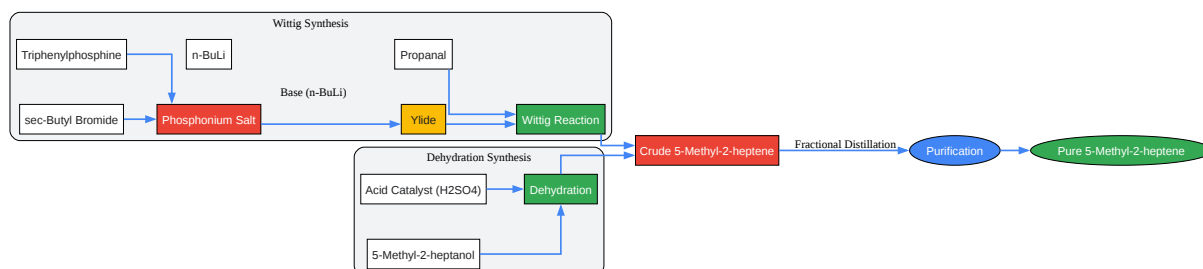 Wittig Synthesis
Triphenylphosphine
n-BuLi
Propanal
Base (n-BuLi)
sec-Butyl Bromide
Phosphonium Salt
Ylide
Wittig Reaction
Crude 5-Methyl-2-heptene
Fractional Distillation
Purification
Pure 5-Methyl-2-heptene
Dehydration Synthesis
Acid Catalyst (H2SO4)
Dehydration
5-Methyl-2-heptanol